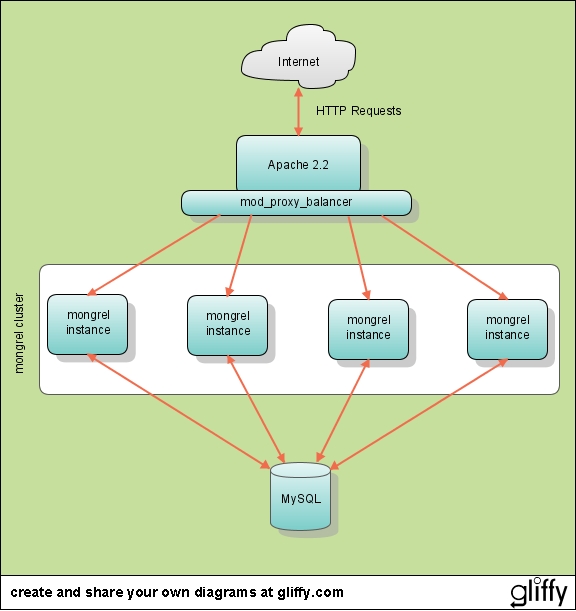 Internet
HTTP Requests
Apache 2.2
mod_proxy_balancer
mongrel cluster
mongrel
instance
mongrel
instance
mongrel
instance
mongrel
instance
MySQL
create and share your own diagrams at gliffy.com
gliffy